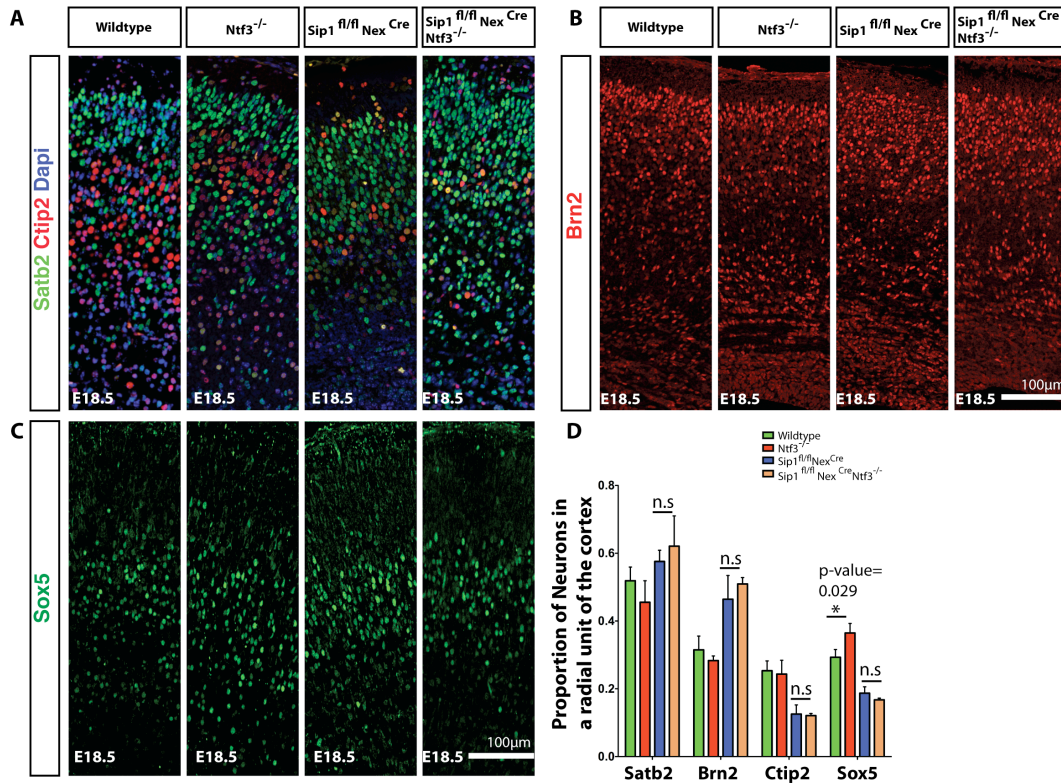 A
Wildtype
Ntf3-/-
Sip1 fl/fl Nex Cre
Sip1 fl/fl Nex Cre
Ntf3-/-
Satb2 Ctip2 Dapi
E18.5
E18.5
E18.5
E18.5
B
Wildtype
Ntf3-/-
Sip1 fl/fl Nex Cre
Sip1 fl/fl Nex Cre
Ntf3-/-
Brn2
E18.5
E18.5
E18.5
E18.5
100µm
C
Sox5
E18.5
E18.5
E18.5
E18.5
100µm
D
Wildtype
Ntf3-/-
Sip1fl/flNexCre
Sip1 fl/fl Nex CreNtf3-/-
Proportion of Neurons in
a radial unit of the cortex
0.8
0.6
0.4
0.2
0.0
n.s
n.s
n.s
p-value=
0.029
*
n.s
Satb2
Brn2
Ctip2
Sox5